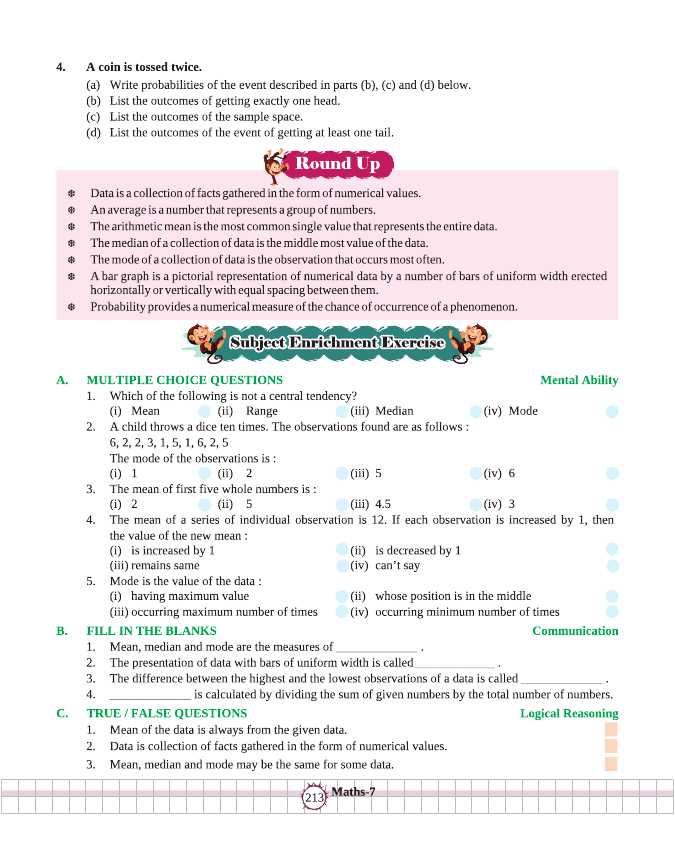 4. A coin is tossed twice.
(a) Write probabilities of the event described in parts (b), (c) and (d) below.
(b) List the outcomes of getting exactly one head.
(c) List the outcomes of the sample space.
(d) List the outcomes of the event of getting at least one tail.
Round Up
❆ Data is a collection of facts gathered in the form of numerical values.
❆ An average is a number that represents a group of numbers.
❆ The arithmetic mean is the most common single value that represents the entire data.
❆ The median of a collection of data is the middle most value of the data.
❆ The mode of a collection of data is the observation that occurs most often.
❆ A bar graph is a pictorial representation of numerical data by a number of bars of uniform width erected
horizontally or vertically with equal spacing between them.
❆ Probability provides a numerical measure of the chance of occurrence of a phenomenon.
Subject Enrichment Exercise
A. MULTIPLE CHOICE QUESTIONS Mental Ability
1. Which of the following is not a central tendency?
(i) Mean (ii) Range (iii) Median (iv) Mode
2. A child throws a dice ten times. The observations found are as follows :
6, 2, 2, 3, 1, 5, 1, 6, 2, 5
The mode of the observations is :
(i) 1 (ii) 2 (iii) 5 (iv) 6
3. The mean of first five whole numbers is :
(i) 2 (ii) 5 (iii) 4.5 (iv) 3
4. The mean of a series of individual observation is 12. If each observation is increased by 1, then
the value of the new mean :
(i) is increased by 1 (ii) is decreased by 1
(iii) remains same (iv) can't say
5. Mode is the value of the data :
(i) having maximum value (ii) whose position is in the middle
(iii) occurring maximum number of times (iv) occurring minimum number of times
B. FILL IN THE BLANKS Communication
1. Mean, median and mode are the measures of _____________ .
2. The presentation of data with bars of uniform width is called_____________ .
3. The difference between the highest and the lowest observations of a data is called _____________ .
4. _____________ is calculated by dividing the sum of given numbers by the total number of numbers.
C. TRUE / FALSE QUESTIONS Logical Reasoning
1. Mean of the data is always from the given data.
2. Data is collection of facts gathered in the form of numerical values.
3. Mean, median and mode may be the same for some data.
213 Maths-7